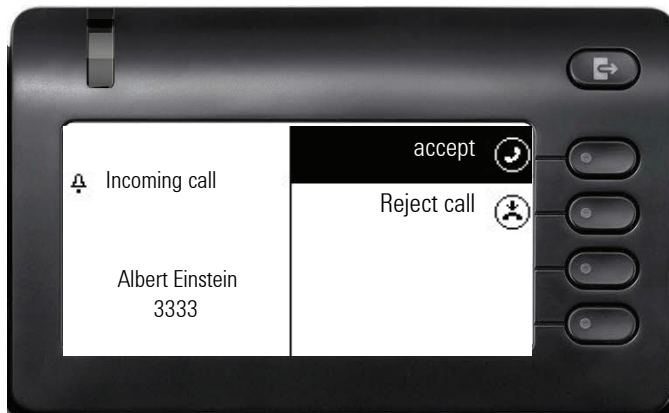 Incoming call
Albert Einstein
3333
accept
Reject call